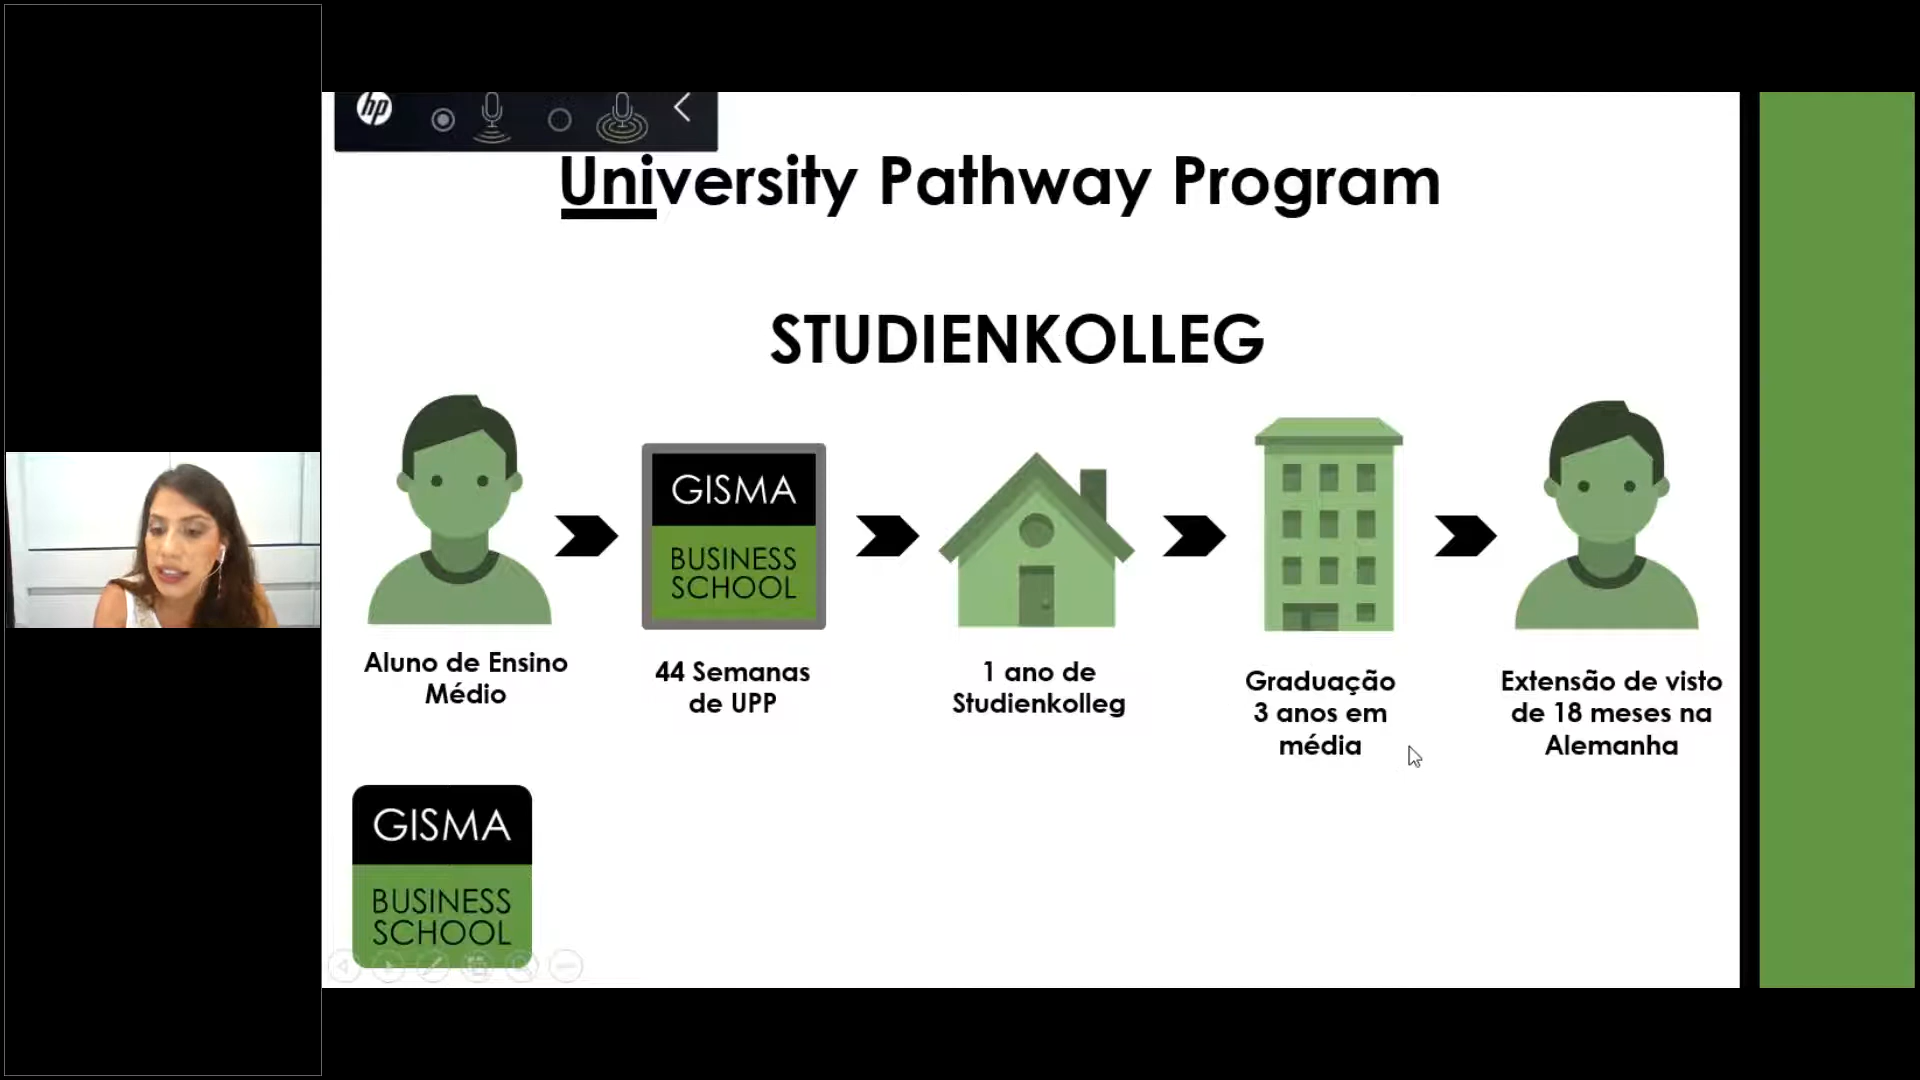 hp
University Pathway Program
STUDIENKOLLEG
GISMA
BUSINESS
SCHOOL
Aluno de Ensino
Médio
44 Semanas
de UPP
1 ano de
Studienkolleg
Graduação
3 anos em
média
Extensão de visto
de 18 meses na
Alemanha
GISMA
BUSINESS
SCHOOL